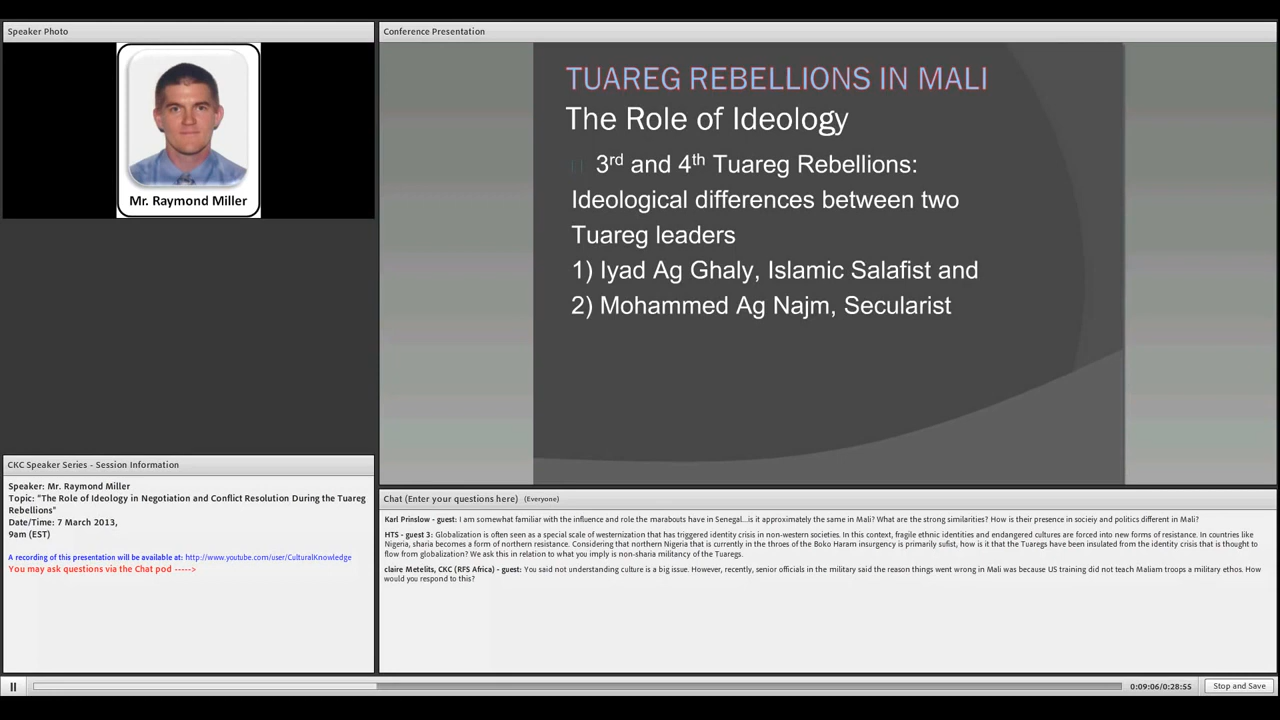 Speaker Photo
Mr. Raymond Miller
Conference Presentation
TUAREG REBELLIONS IN MALI
The Role of Ideology
3rd and 4th Tuareg Rebellions:
Ideological differences between two
Tuareg leaders
1) Iyad Ag Ghaly, Islamic Salafist and
2) Mohammed Ag Najm, Secularist
CKC Speaker Series - Session Information
Speaker: Mr. Raymond Miller
Topic: "The Role of Ideology in Negotiation and Conflict Resolution During the Tuareg
Rebellions"
Date/Time: 7 March 2013,
9am (EST)
A recording of this presentation will be available at: http://www.youtube.com/user/CulturalKnowledge
You may ask questions via the Chat pod ----->
Chat (Enter your questions here) (Everyone)
Karl Prinslow - guest: I am somewhat familiar with the influence and role the marabouts have in Senegal...is it approximately the same in Mali? What are the strong similarities? How is their presence in socieiy and politics different in Mali?
HTS - guest 3: Globalization is often seen as a special scale of westernization that has triggered identity crisis in non-western societies. In this context, fragile ethnic identities and endangered cultures are forced into new forms of resistance. In countries like
Nigeria, sharia becomes a form of northern resistance. Considering that northern Nigeria that is currently in the throes of the Boko Haram insurgency is primarily sufist, how is it that the Tuaregs have been insulated from the identity crisis that is thought to
flow from globalization? We ask this in relation to what you imply is non-sharia militancy of the Tuaregs.
claire Metelits, CKC (RFS Africa) - guest: You said not understanding culture is a big issue. However, recently, senior officials in the military said the reason things went wrong in Mali was because US training did not teach Maliam troops a military ethos. How
would you respond to this?
0:09:06/0:28:55
Stop and Save